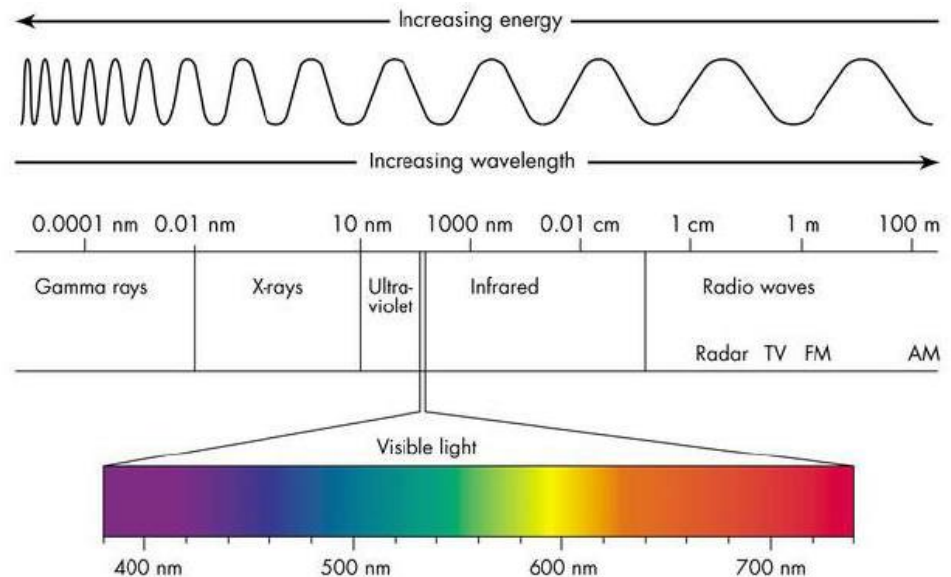 Increasing energy
Increasing wavelength
0.0001 nm 0.01 nm 10 nm 1000 nm 0.01 cm 1 cm 1 m 100 m
Gamma rays X-rays Ultra- Infrared Radio waves
violet
Radar TV FM AM
Visible light
400 nm 500 nm 600 nm 700 nm